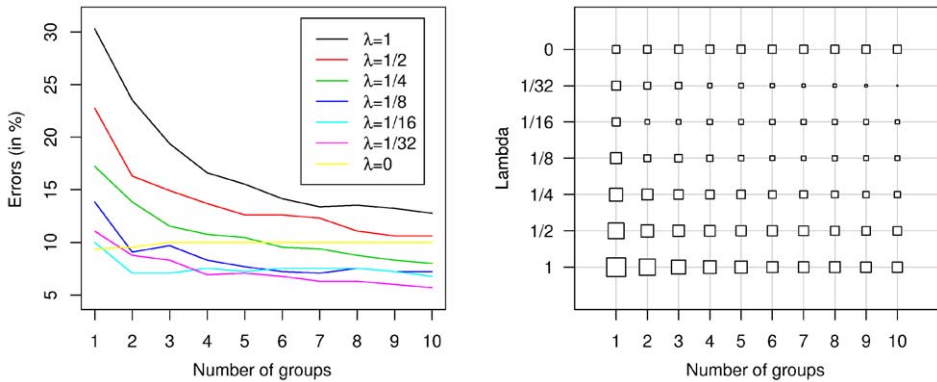 Errors (in %)
30
25
20
15
10
5
λ=1
λ=1/2
λ=1/4
λ=1/8
λ=1/16
λ=1/32
λ=0
1 2 3 4 5 6 7 8 9 10
Number of groups
Lambda
0
1/32
1/16
1/8
1/4
1/2
1
1 2 3 4 5 6 7 8 9 10
Number of groups